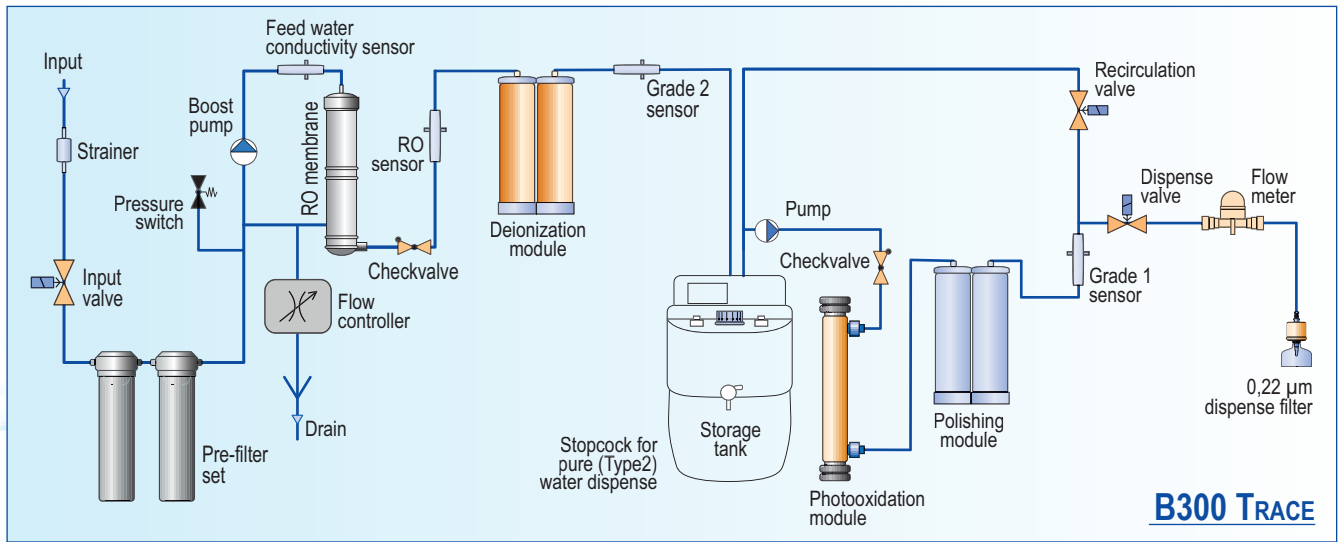 Input
Strainer
Pressure
switch
Input
valve
Pre-filter
set
Boost
pump
Feed water
conductivity sensor
RO membrane
Flow
controller
Drain
Checkvalve
RO
sensor
Deionization
module
Grade 2
sensor
Storage
tank
Stopcock for
pure (Type2)
water dispense
Pump
Checkvalve
Photooxidation
module
Polishing
module
Grade 1
sensor
Recirculation
valve
Dispense
valve
Flow
meter
0,22 µm
dispense filter
B300 TRACE